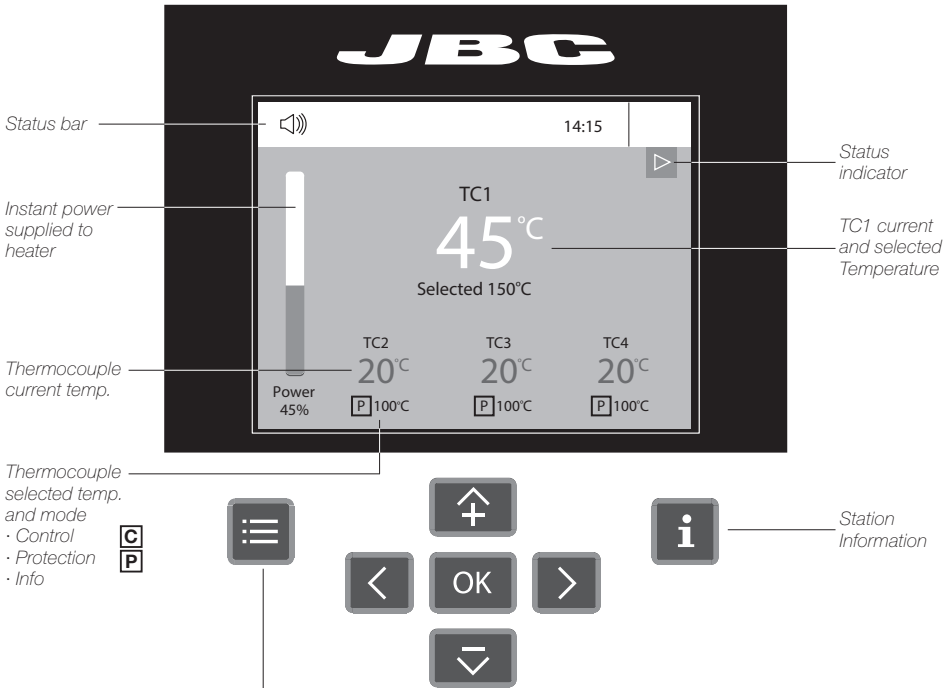 JBC
Status bar
14:15
Status
indicator
Instant power
supplied to
heater
TC1
45°C
Selected 150°C
TC1 current
and selected
Temperature
Thermocouple
current temp.
TC2
TC3
TC4
20°C
20°C
20°C
Power
45%
P 100°C
P 100°C
P 100°C
Thermocouple
selected temp.
and mode
· Control C
· Protection P
· Info
i
Station
Information
OK